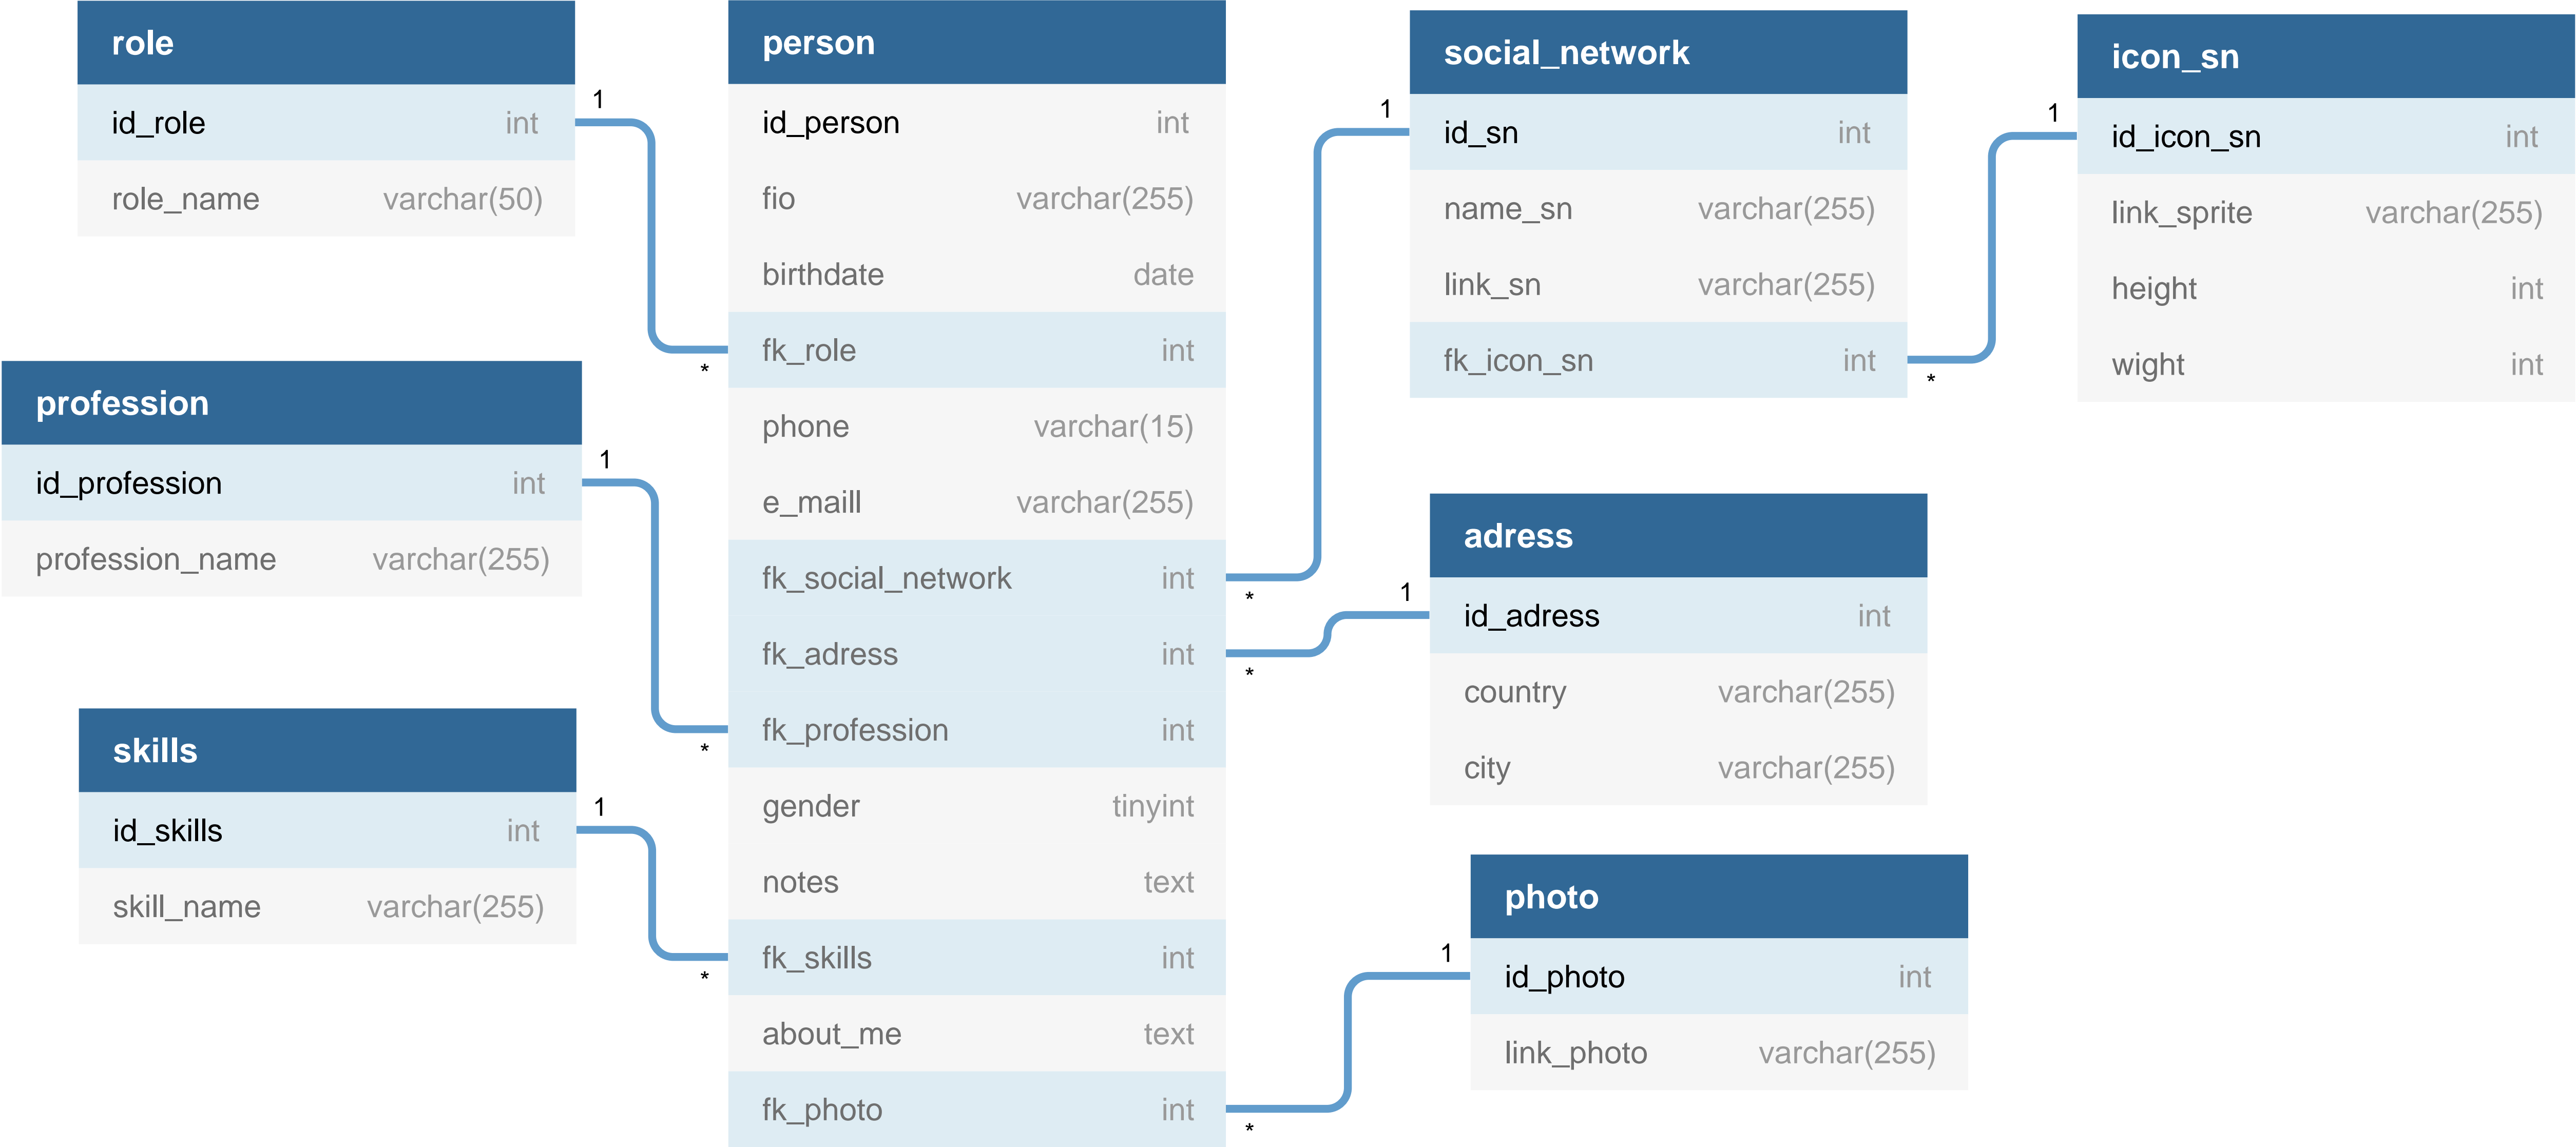 role
id_role int
role_name varchar(50)
1
*
profession
id_profession int
profession_name varchar(255)
1
*
skills
id_skills int
skill_name varchar(255)
1
*
person
id_person int
fio varchar(255)
birthdate date
fk_role int
phone varchar(15)
e_maill varchar(255)
fk_social_network int
fk_adress int
fk_profession int
gender tinyint
notes text
fk_skills int
about_me text
fk_photo int
1
*
social_network
id_sn int
name_sn varchar(255)
link_sn varchar(255)
fk_icon_sn int
1
*
icon_sn
id_icon_sn int
link_sprite varchar(255)
height int
wight int
1
*
adress
id_adress int
country varchar(255)
city varchar(255)
1
*
photo
id_photo int
link_photo varchar(255)